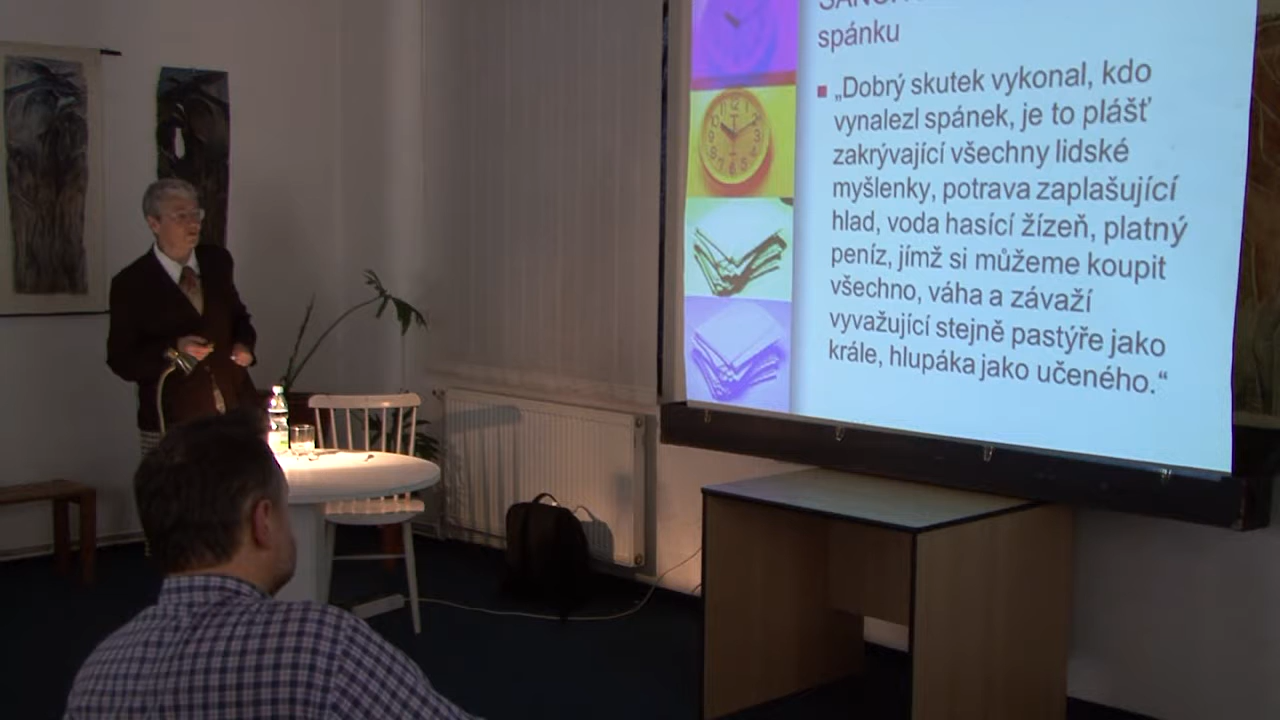 spánku
„Dobrý skutek vykonal, kdo
vynalezl spánek, je to plášť
zakrývající všechny lidské
myšlenky, potrava zaplašující
hlad, voda hasící žízeň, platný
peníz, jímž si můžeme koupit
všechno, váha a závaží
vyvažující stejně pastýře jako
krále, hlupáka jako učeného.“